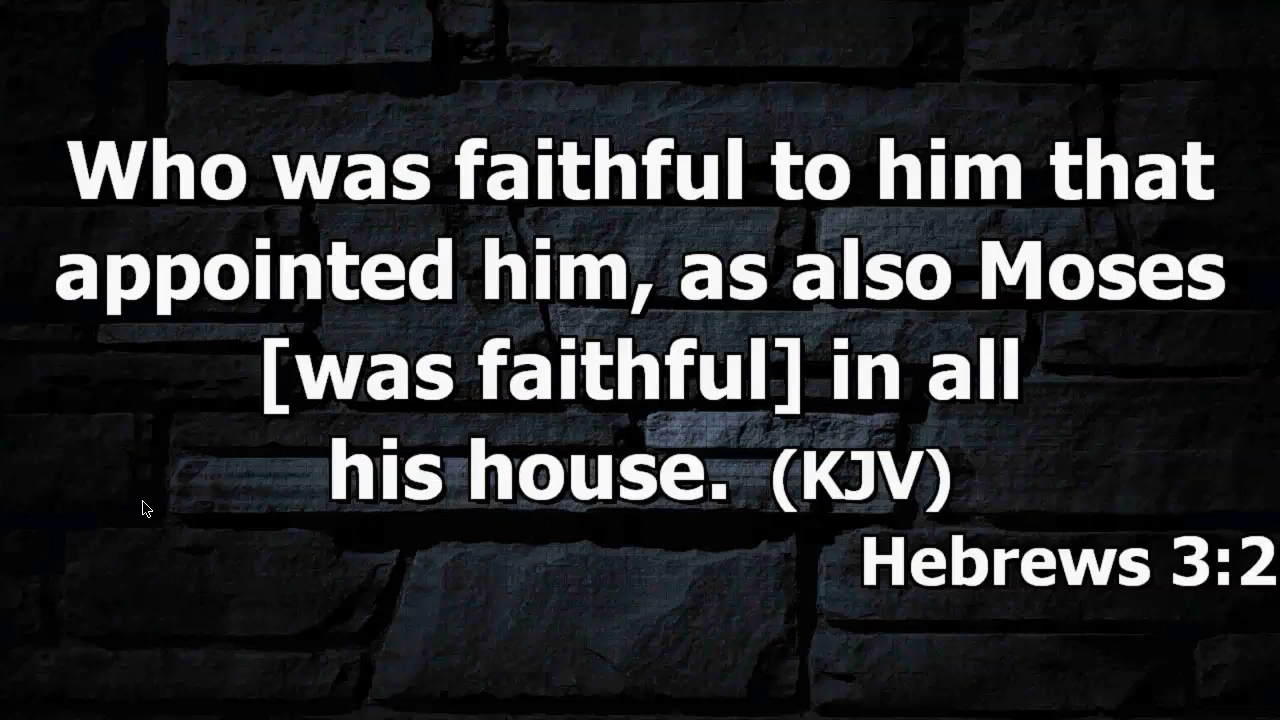 Who was faithful to him that
appointed him, as also Moses
[was faithful] in all
his house. (KJV)
Hebrews 3:2